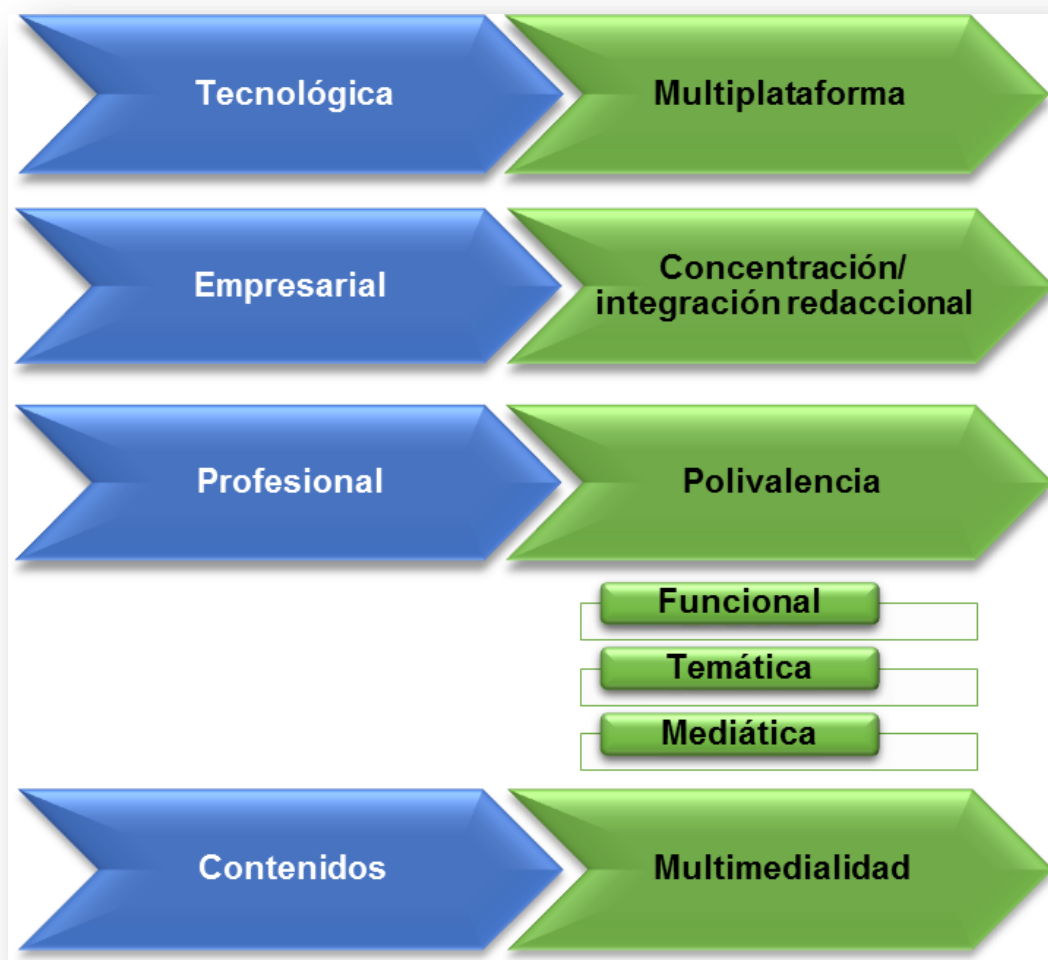 Tecnológica
Multiplataforma
Empresarial
Concentración/
integración redaccional
Profesional
Polivalencia
Funcional
Temática
Mediática
Contenidos
Multimedialidad